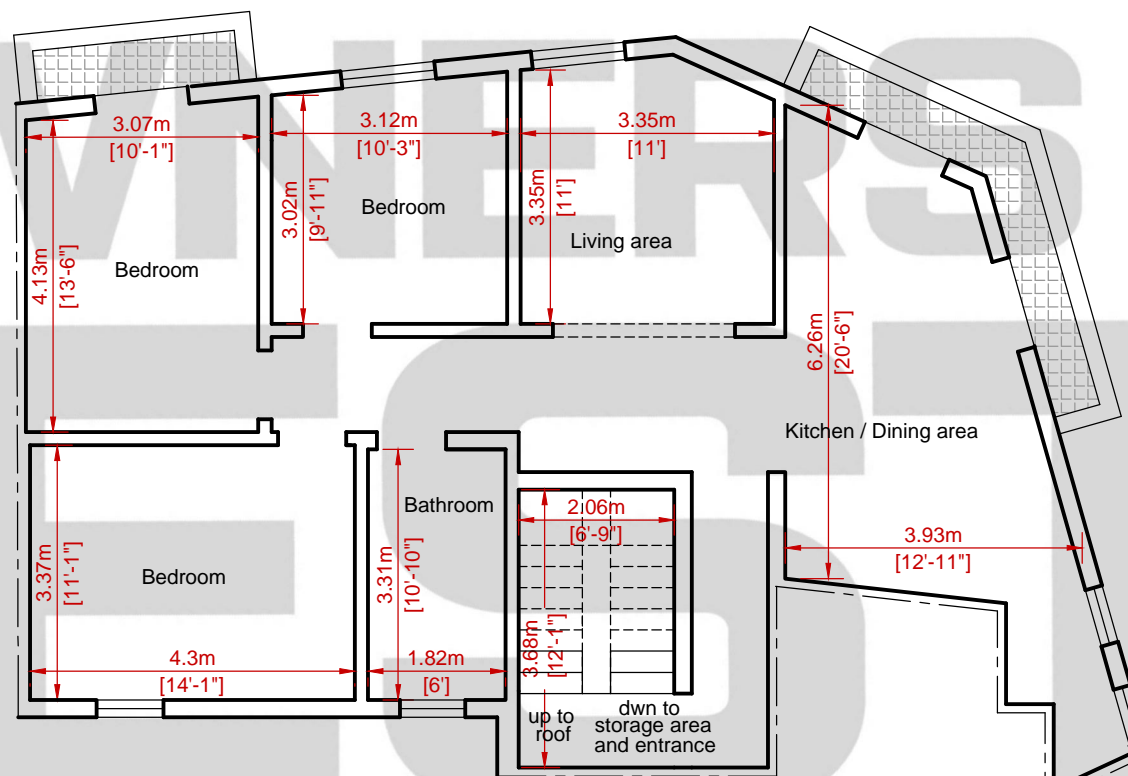 WNERS
EST
3.07m
[10'-1"]
3.12m
[10'-3"]
3.35m
[11']
4.13m
[13'-6"]
3.02m
[9'-11"]
3.35m
[11']
6.26m
[20'-6"]
Bedroom
Bedroom
Living area
Kitchen / Dining area
Bathroom
Bedroom
3.37m
[11'-1"]
3.31m
[10'-10"]
2.06m
[6'-9"]
3.68m
[12'-1"]
3.93m
[12'-11"]
4.3m
[14'-1"]
1.82m
[6']
up to
roof
dwn to
storage area
and entrance